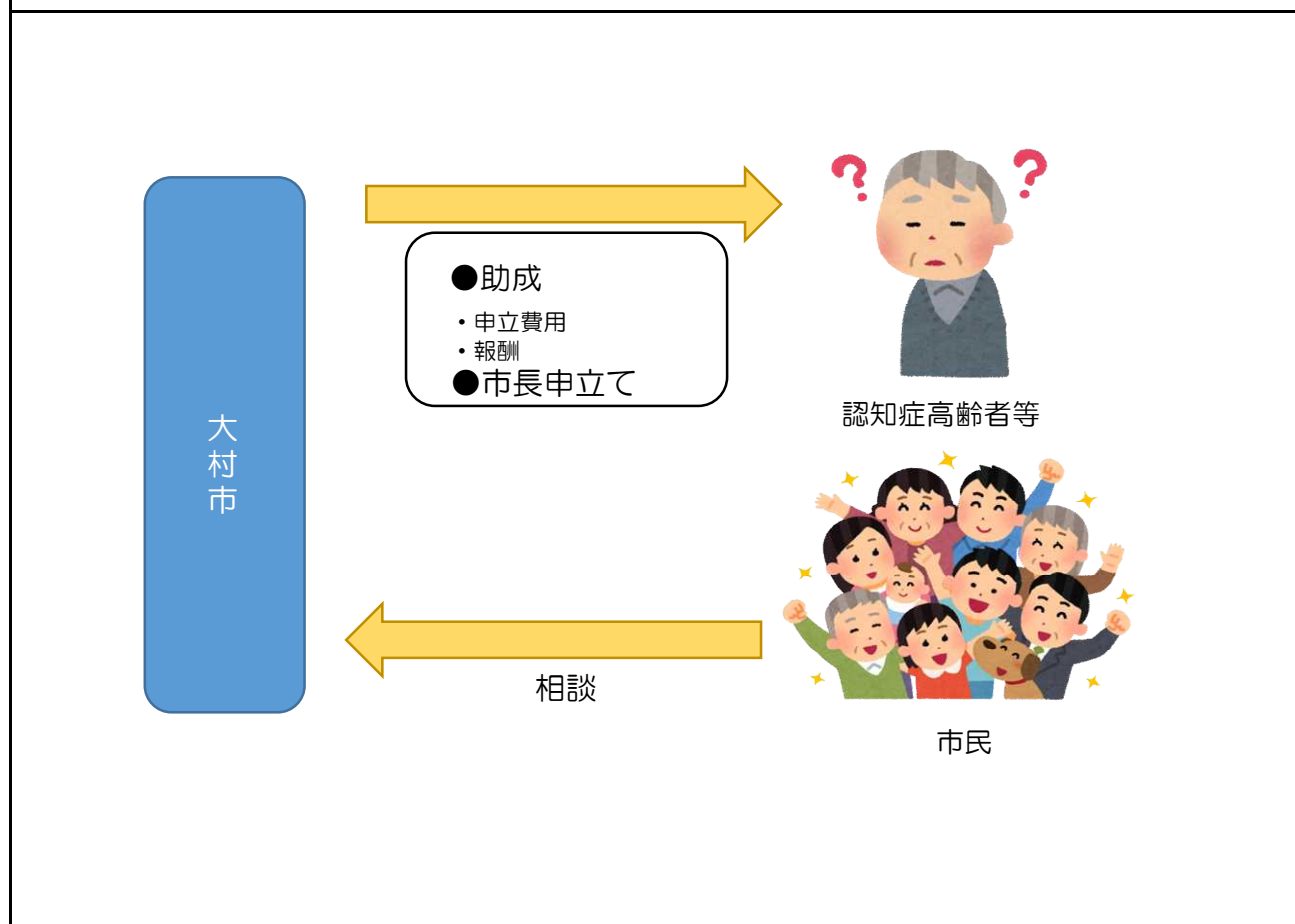 大村市
●助成
・申立費用
・報酬
●市長申立て
認知症高齢者等
相談
市民